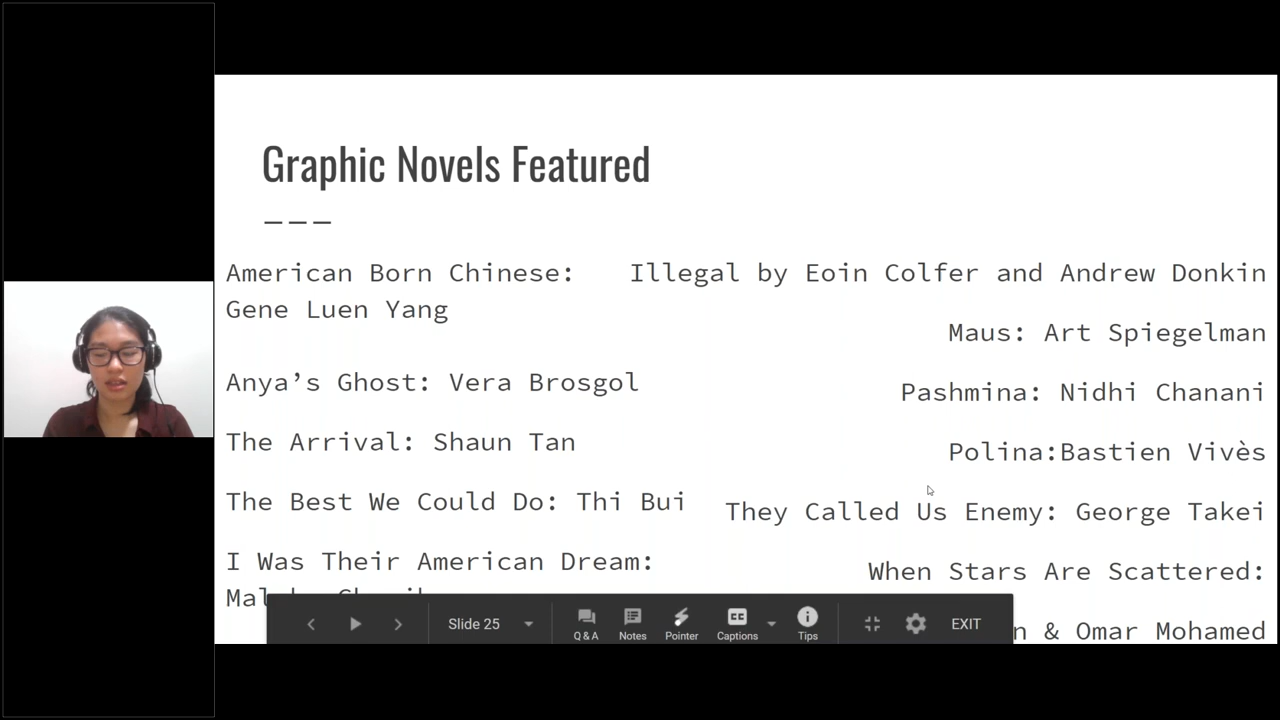 Graphic Novels Featured
American Born Chinese:
Gene Luen Yang
Anya’s Ghost: Vera Brosgol
The Arrival: Shaun Tan
The Best We Could Do: Thi Bui
I Was Their American Dream:
Illegal by Eoin Colfer and Andrew Donkin
Maus: Art Spiegelman
Pashmina: Nidhi Chanani
Polina:Bastien Vivès
They Called Us Enemy: George Takei
When Stars Are Scattered:
& Omar Mohamed
Slide 25
Q & A
Notes
Pointer
Captions
Tips
EXIT